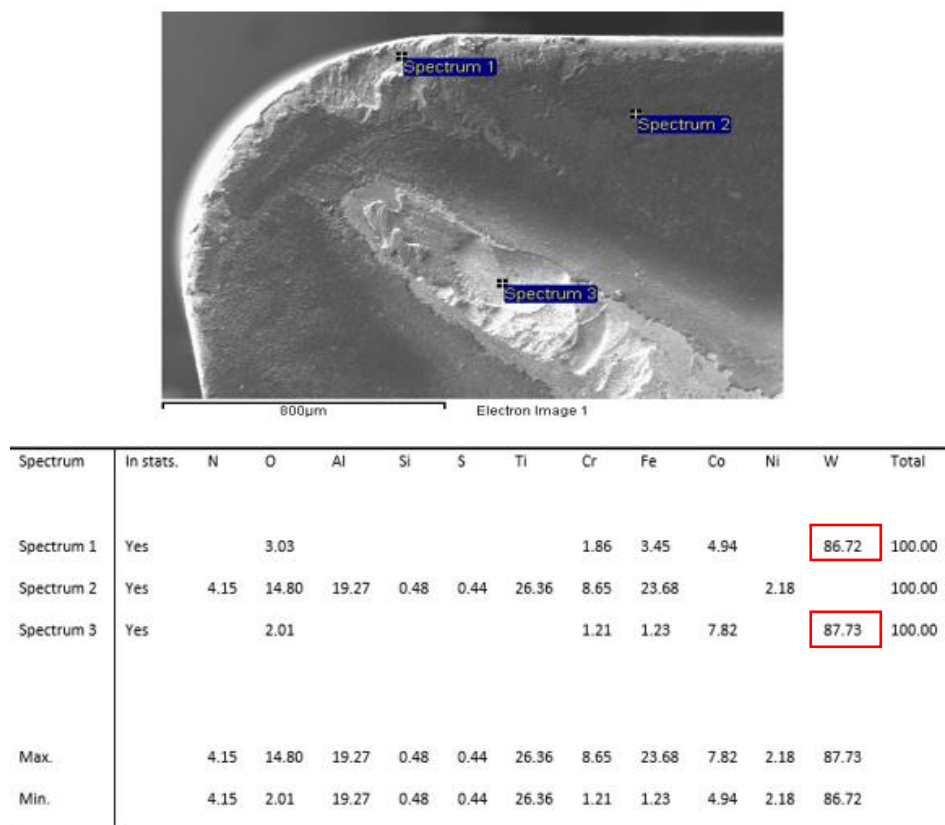 Spectrum 1
Spectrum 2
Spectrum 3
800µm Electron Image 1
Spectrum In stats. N O Al Si S Ti Cr Fe Co Ni W Total
Spectrum 1 Yes 3.03 1.86 3.45 4.94 86.72 100.00
Spectrum 2 Yes 4.15 14.80 19.27 0.48 0.44 26.36 8.65 23.68 2.18 100.00
Spectrum 3 Yes 2.01 1.21 1.23 7.82 87.73 100.00
Max. 4.15 14.80 19.27 0.48 0.44 26.36 8.65 23.68 7.82 2.18 87.73
Min. 4.15 2.01 19.27 0.48 0.44 26.36 1.21 1.23 4.94 2.18 86.72